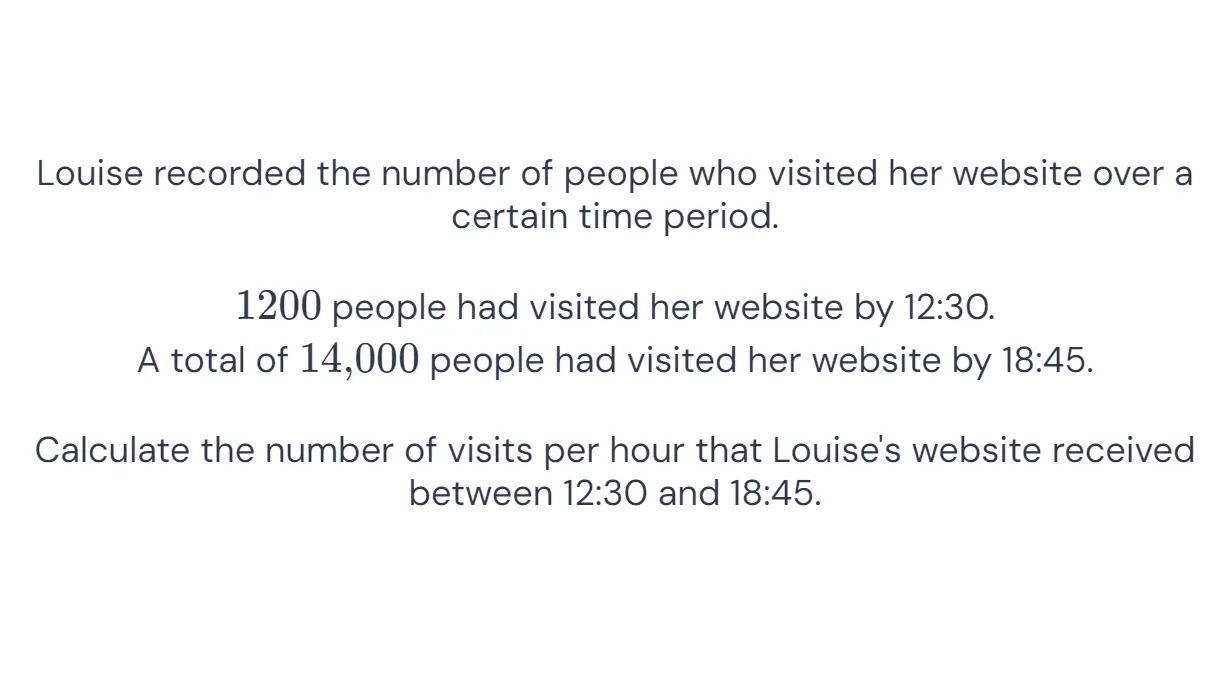 Louise recorded the number of people who visited her website over a
certain time period.
1200 people had visited her website by 12:30.
A total of 14,000 people had visited her website by 18:45.
Calculate the number of visits per hour that Louise's website received
between 12:30 and 18:45.